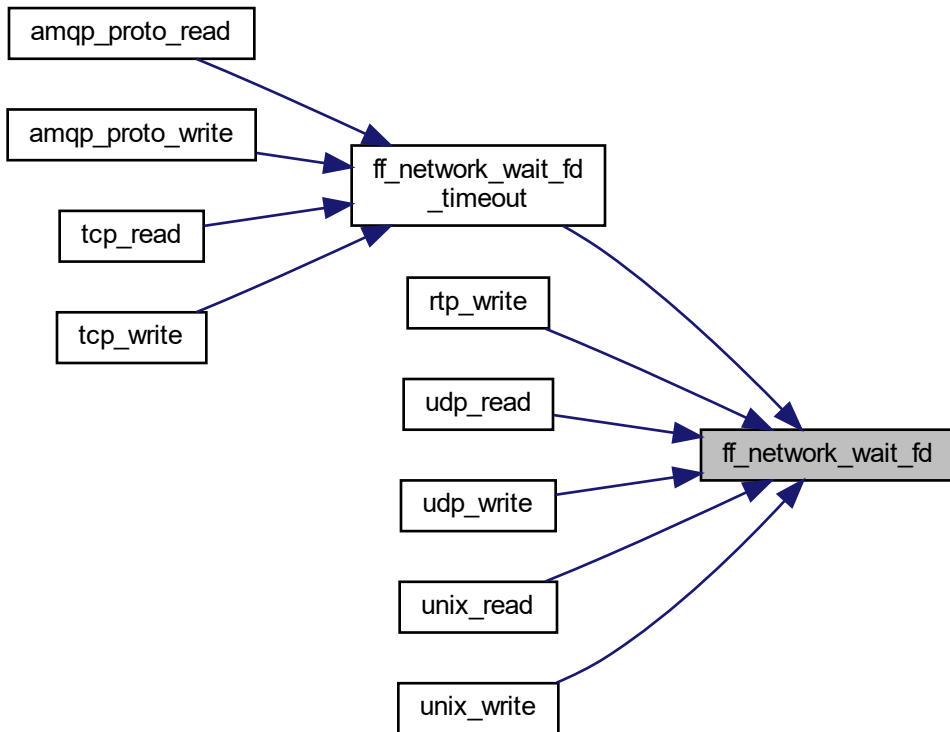 amqp_proto_read
amqp_proto_write
ff_network_wait_fd
_timeout
tcp_read
rtp_write
tcp_write
udp_read
ff_network_wait_fd
udp_write
unix_read
unix_write